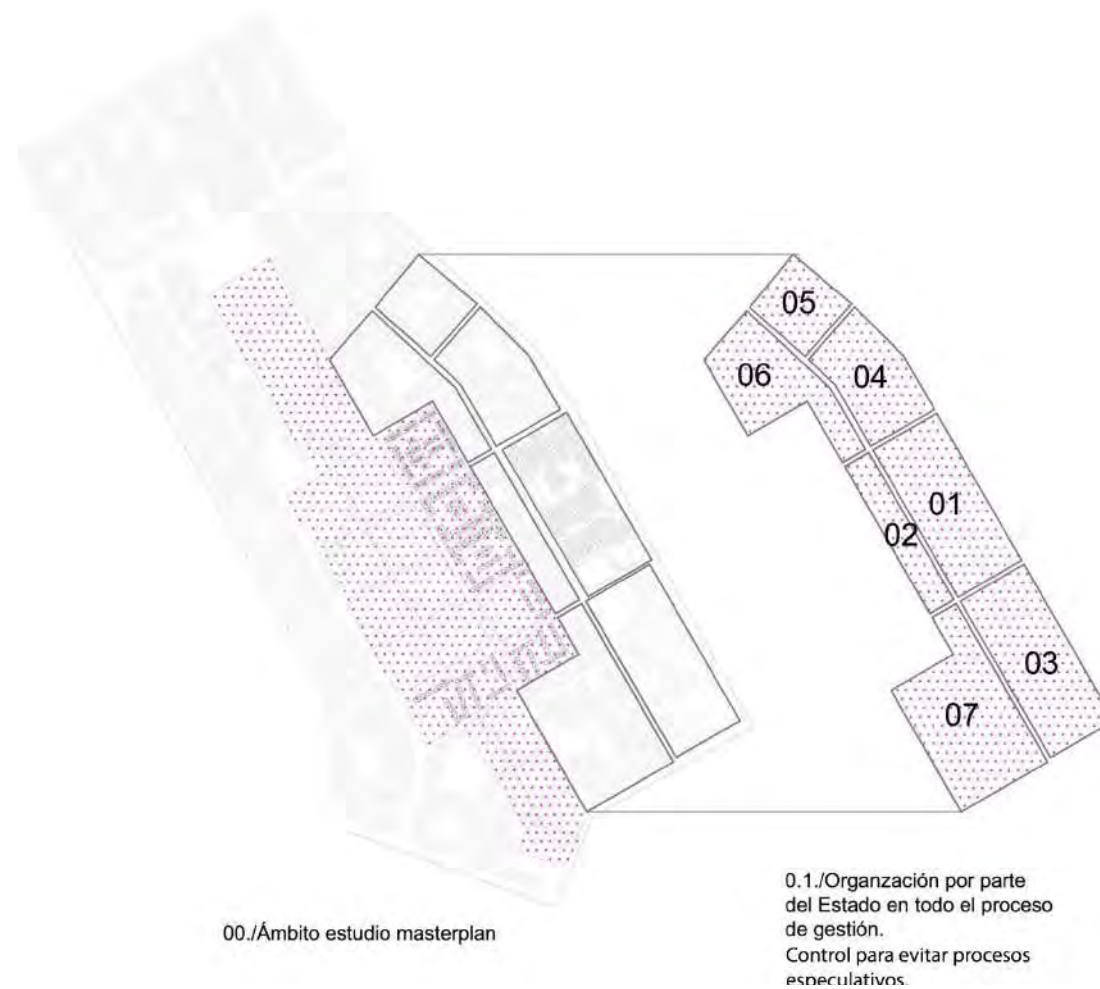 05
06
04
01
02
03
07
00./Ámbito estudio masterplan
0.1./Organzación por parte
del Estado en todo el proceso
de gestión.
Control para evitar procesos
especulativos.